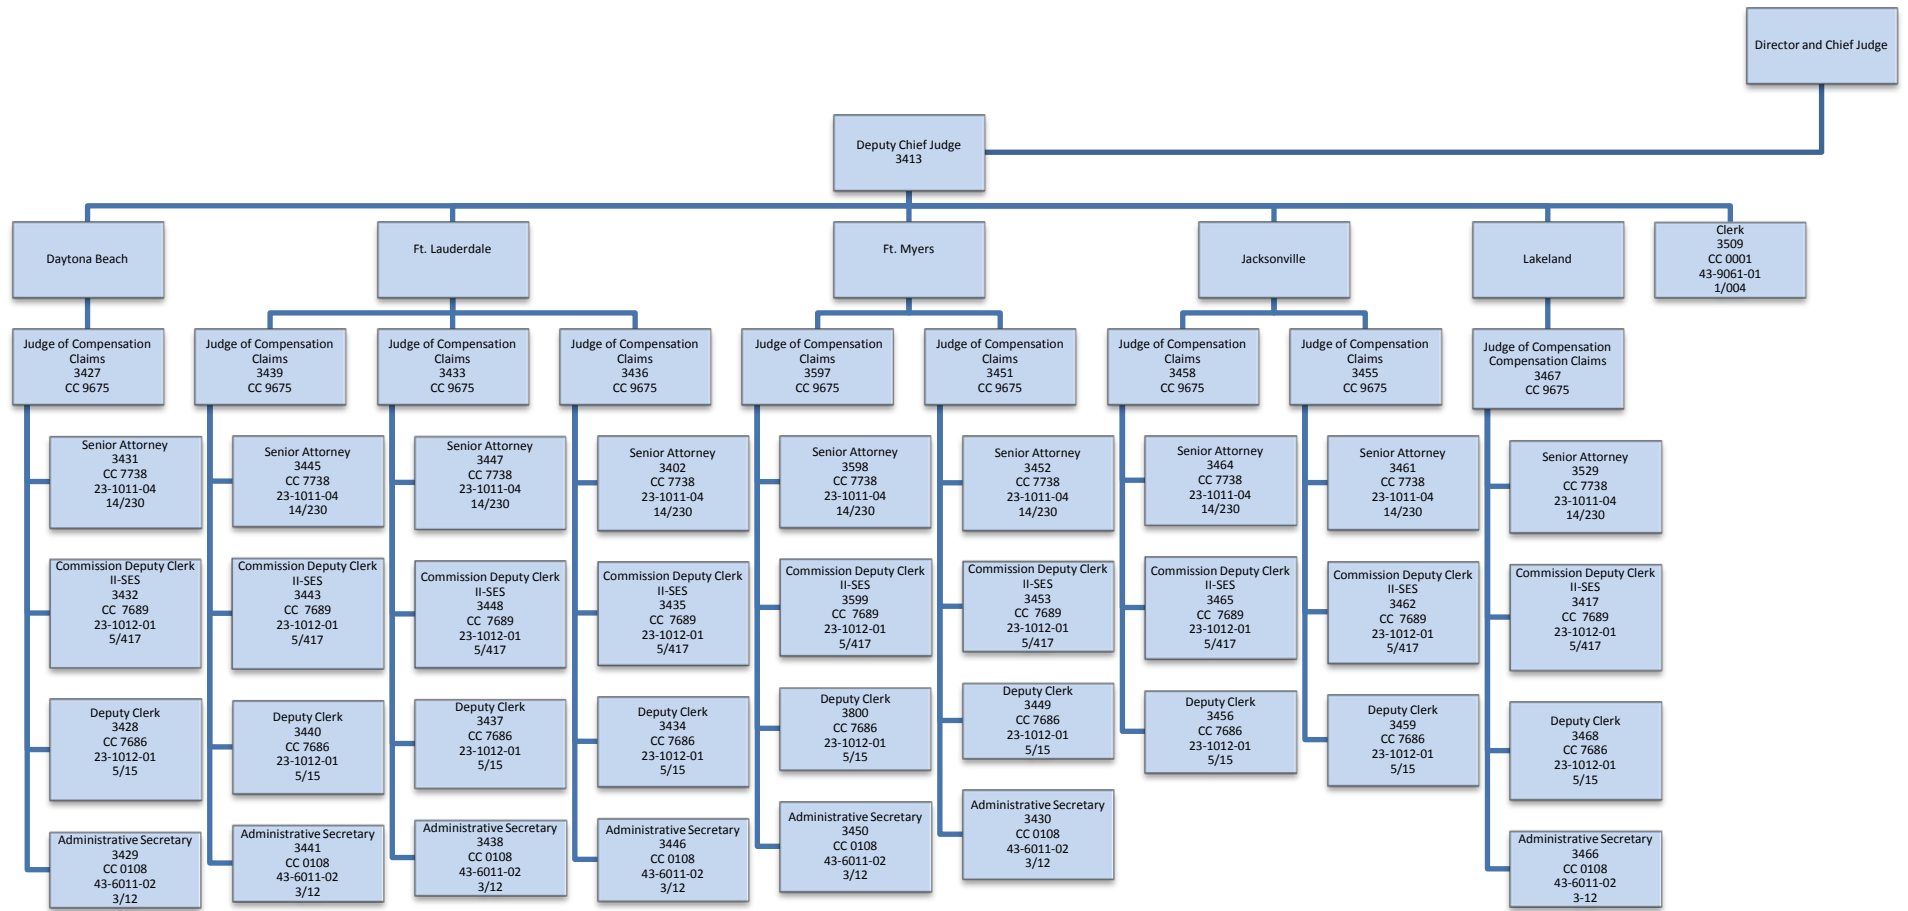 Director and Chief Judge
Deputy Chief Judge
3413
Daytona Beach
Ft. Lauderdale
Ft. Myers
Jacksonville
Lakeland
Clerk
3509
CC 0001
43-9061-01
1/004
Judge of Compensation
Claims
3427
CC 9675
Judge of Compensation
Claims
3439
CC 9675
Judge of Compensation
Claims
3433
CC 9675
Judge of Compensation
Claims
3436
CC 9675
Judge of Compensation
Claims
3597
CC 9675
Judge of Compensation
Claims
3451
CC 9675
Judge of Compensation
Claims
3458
CC 9675
Judge of Compensation
Claims
3455
CC 9675
Judge of Compensation
Compensation Claims
3467
CC 9675
Senior Attorney
3431
CC 7738
23-1011-04
14/230
Senior Attorney
3445
CC 7738
23-1011-04
14/230
Senior Attorney
3447
CC 7738
23-1011-04
14/230
Senior Attorney
3402
CC 7738
23-1011-04
14/230
Senior Attorney
3598
CC 7738
23-1011-04
14/230
Senior Attorney
3452
CC 7738
23-1011-04
14/230
Senior Attorney
3464
CC 7738
23-1011-04
14/230
Senior Attorney
3461
CC 7738
23-1011-04
14/230
Senior Attorney
3529
CC 7738
23-1011-04
14/230
Commission Deputy Clerk
II-SES
3432
CC 7689
23-1012-01
5/417
Commission Deputy Clerk
II-SES
3443
CC 7689
23-1012-01
5/417
Commission Deputy Clerk
II-SES
3448
CC 7689
23-1012-01
5/417
Commission Deputy Clerk
II-SES
3435
CC 7689
23-1012-01
5/417
Commission Deputy Clerk
II-SES
3599
CC 7689
23-1012-01
5/417
Commission Deputy Clerk
II-SES
3453
CC 7689
23-1012-01
5/417
Commission Deputy Clerk
II-SES
3465
CC 7689
23-1012-01
5/417
Commission Deputy Clerk
II-SES
3462
CC 7689
23-1012-01
5/417
Commission Deputy Clerk
II-SES
3417
CC 7689
23-1012-01
5/417
Deputy Clerk
3428
CC 7686
23-1012-01
5/15
Deputy Clerk
3440
CC 7686
23-1012-01
5/15
Deputy Clerk
3437
CC 7686
23-1012-01
5/15
Deputy Clerk
3434
CC 7686
23-1012-01
5/15
Deputy Clerk
3800
CC 7686
23-1012-01
5/15
Deputy Clerk
3449
CC 7686
23-1012-01
5/15
Deputy Clerk
3456
CC 7686
23-1012-01
5/15
Deputy Clerk
3459
CC 7686
23-1012-01
5/15
Deputy Clerk
3468
CC 7686
23-1012-01
5/15
Administrative Secretary
3429
CC 0108
43-6011-02
3/12
Administrative Secretary
3441
CC 0108
43-6011-02
3/12
Administrative Secretary
3438
CC 0108
43-6011-02
3/12
Administrative Secretary
3446
CC 0108
43-6011-02
3/12
Administrative Secretary
3450
CC 0108
43-6011-02
3/12
Administrative Secretary
3430
CC 0108
43-6011-02
3/12
Administrative Secretary
3466
CC 0108
43-6011-02
3-12